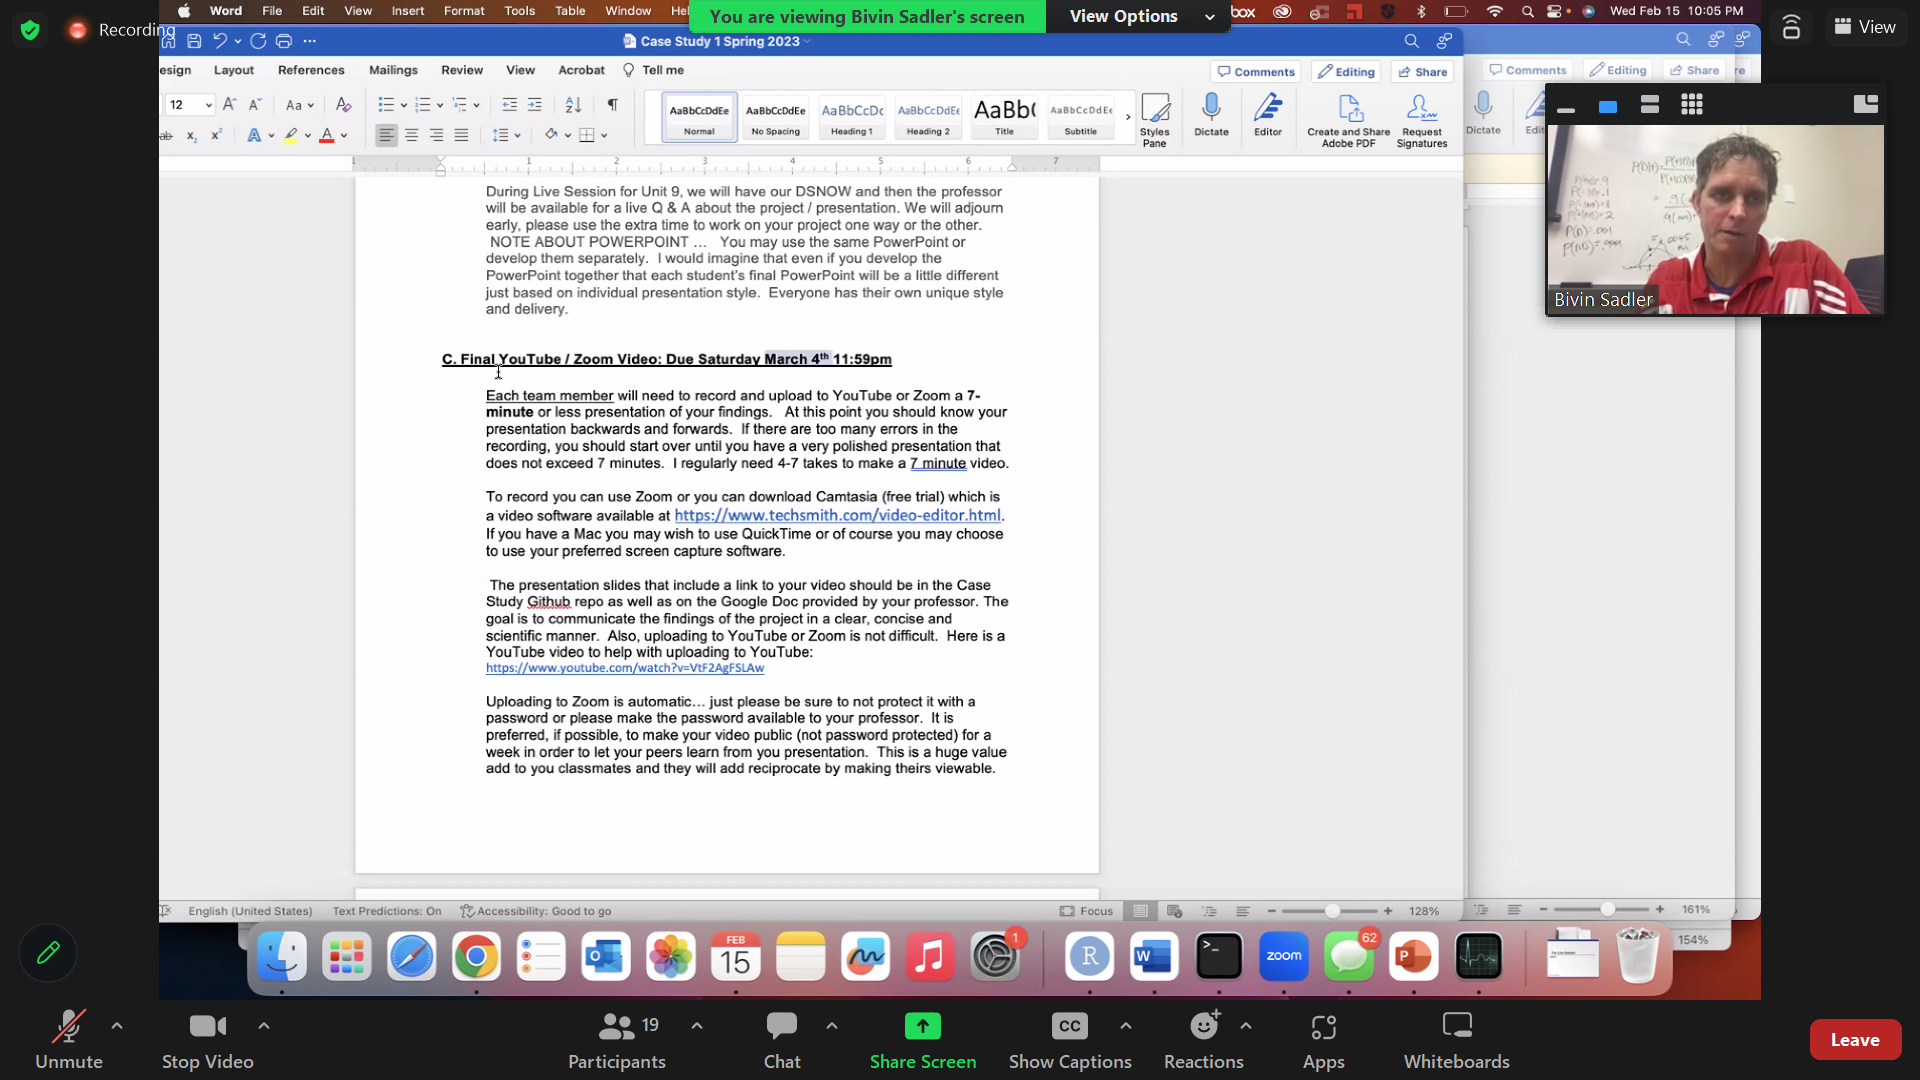 Word File Edit View Insert Format Tools Table Window
You are viewing Bivin Sadler's screen View Options
Wed Feb 15 10:05 PM
Recording
View
Case Study 1 Spring 2023
esign Layout References Mailings Review View Acrobat Tell me
Comments Editing Share
Comments Editing Share
12
AaBbCcDdEe AaBbCcDdEe AaBbCcDc AaBbCcDdEe AaBb( AaBbCcDdEe
Normal No Spacing Heading 1 Heading 2 Title Subtitle
Styles Pane
Dictate
Editor
Create and Share Adobe PDF
Request Signatures
Dictate
During Live Session for Unit 9, we will have our DSNOW and then the professor
will be available for a live Q & A about the project / presentation. We will adjourn
early, please use the extra time to work on your project one way or the other.
NOTE ABOUT POWERPOINT ... You may use the same PowerPoint or
develop them separately. I would imagine that even if you develop the
PowerPoint together that each student's final PowerPoint will be a little different
just based on individual presentation style. Everyone has their own unique style
and delivery.
C. Final YouTube / Zoom Video: Due Saturday March 4th 11:59pm
Each team member will need to record and upload to YouTube or Zoom a 7-
minute or less presentation of your findings. At this point you should know your
presentation backwards and forwards. If there are too many errors in the
recording, you should start over until you have a very polished presentation that
does not exceed 7 minutes. I regularly need 4-7 takes to make a 7 minute video.
To record you can use Zoom or you can download Camtasia (free trial) which is
a video software available at https://www.techsmith.com/video-editor.html.
If you have a Mac you may wish to use QuickTime or of course you may choose
to use your preferred screen capture software.
The presentation slides that include a link to your video should be in the Case
Study Github repo as well as on the Google Doc provided by your professor. The
goal is to communicate the findings of the project in a clear, concise and
scientific manner. Also, uploading to YouTube or Zoom is not difficult. Here is a
YouTube video to help with uploading to YouTube:
https://www.youtube.com/watch?v=VtF2AgFSLAw
Uploading to Zoom is automatic... just please be sure to not protect it with a
password or please make the password available to your professor. It is
preferred, if possible, to make your video public (not password protected) for a
week in order to let your peers learn from you presentation. This is a huge value
add to you classmates and they will add reciprocate by making theirs viewable.
Bivin Sadler
English (United States) Text Predictions: On Accessibility: Good to go
Focus 128%
161%
154%
FEB
15
1
zoom
62
Unmute Stop Video
Participants 19
Chat Share Screen Show Captions Reactions Apps Whiteboards
Leave